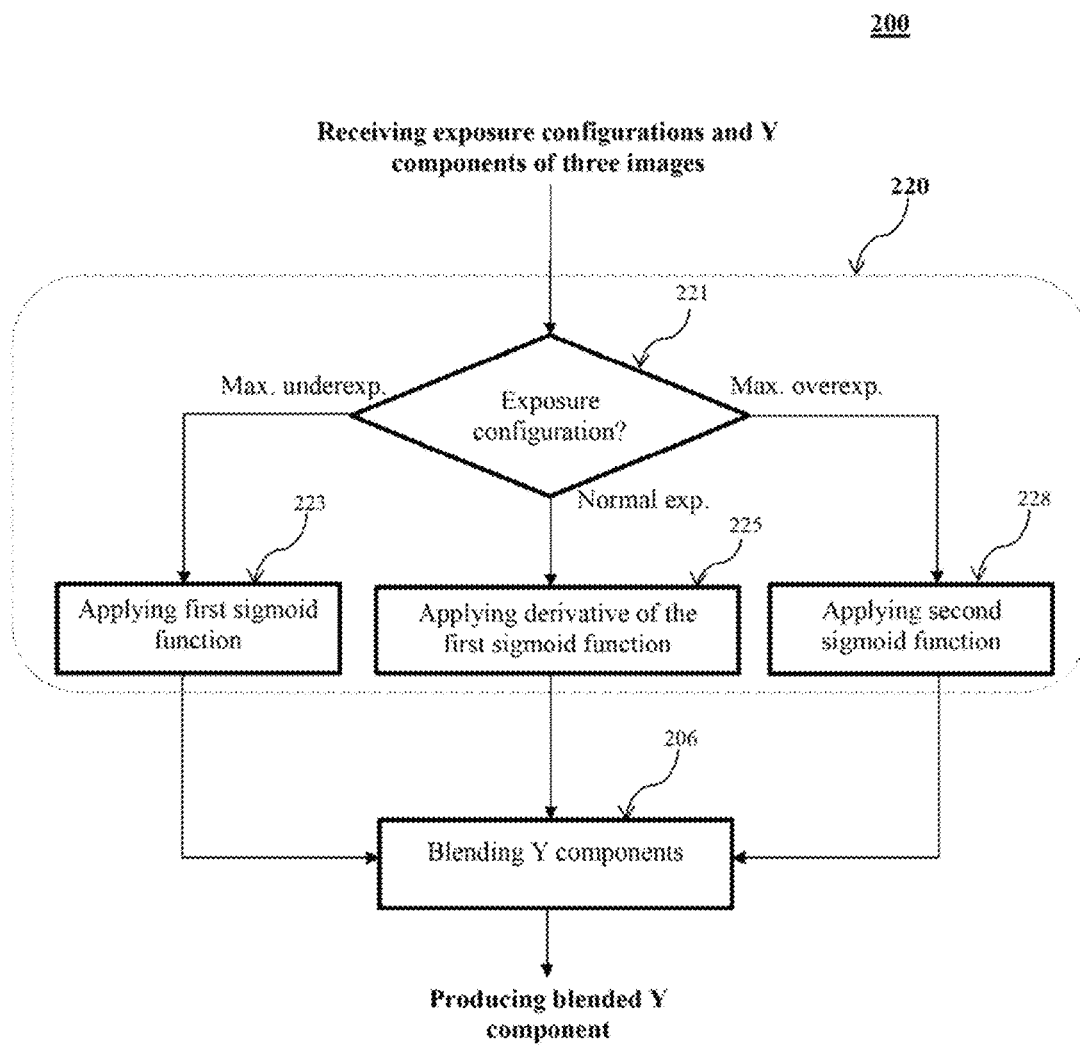 200
Receiving exposure configurations and Y
components of three images
220
221
Max. underexp.
Max. overexp.
Exposure
configuration?
Normal exp.
223
225
228
Applying first sigmoid
function
Applying derivative of the
first sigmoid function
Applying second
sigmoid function
206
Blending Y components
Producing blended Y
component